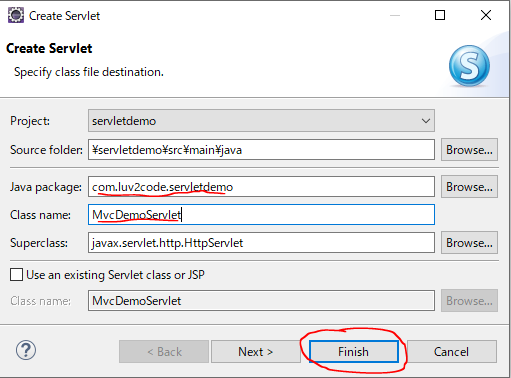 Create Servlet
Create Servlet
Specify class file destination.
S
Project: servletdemo
Source folder: ¥servletdemo¥src¥main¥java Browse...
Java package: com.luv2code.servletdemo Browse...
Class name: MvcDemoServlet
Superclass: javax.servlet.http.HttpServlet Browse...
Use an existing Servlet class or JSP
Class name: MvcDemoServlet Browse...
? < Back Next > Finish Cancel